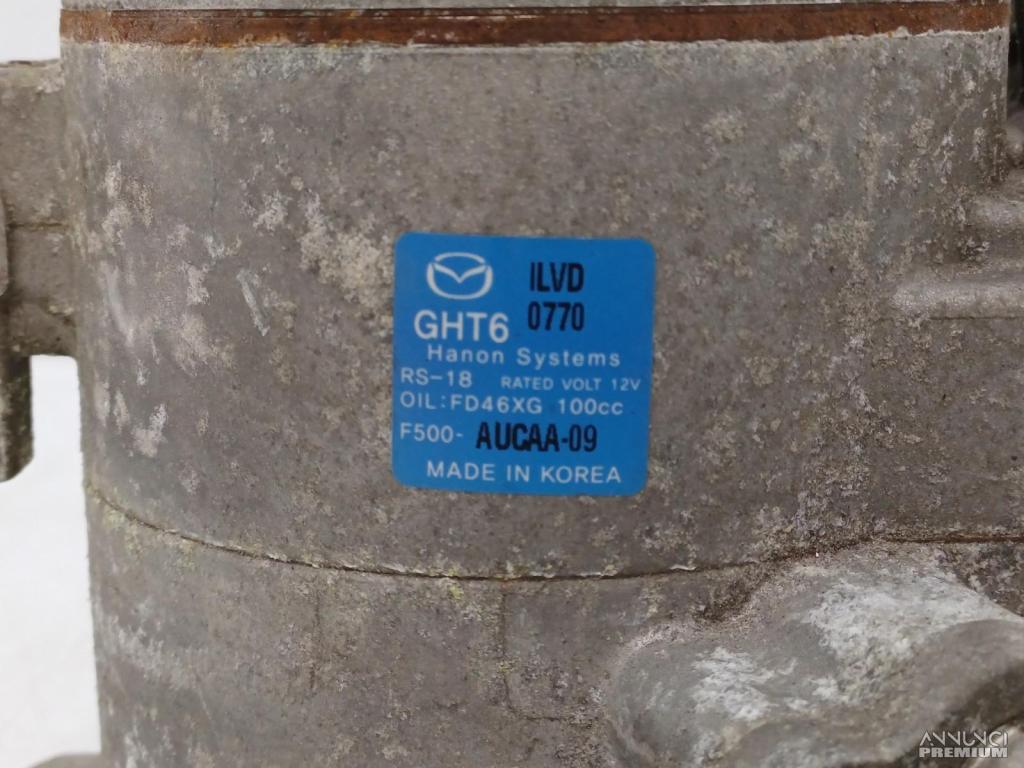 ILVD
GHT6 0770
Hanon Systems
RS-18 RATED VOLT 12V
OIL:FD46XG 100cc
F500- AUCAA-09
MADE IN KOREA
ANNUNCI
PREMIUM